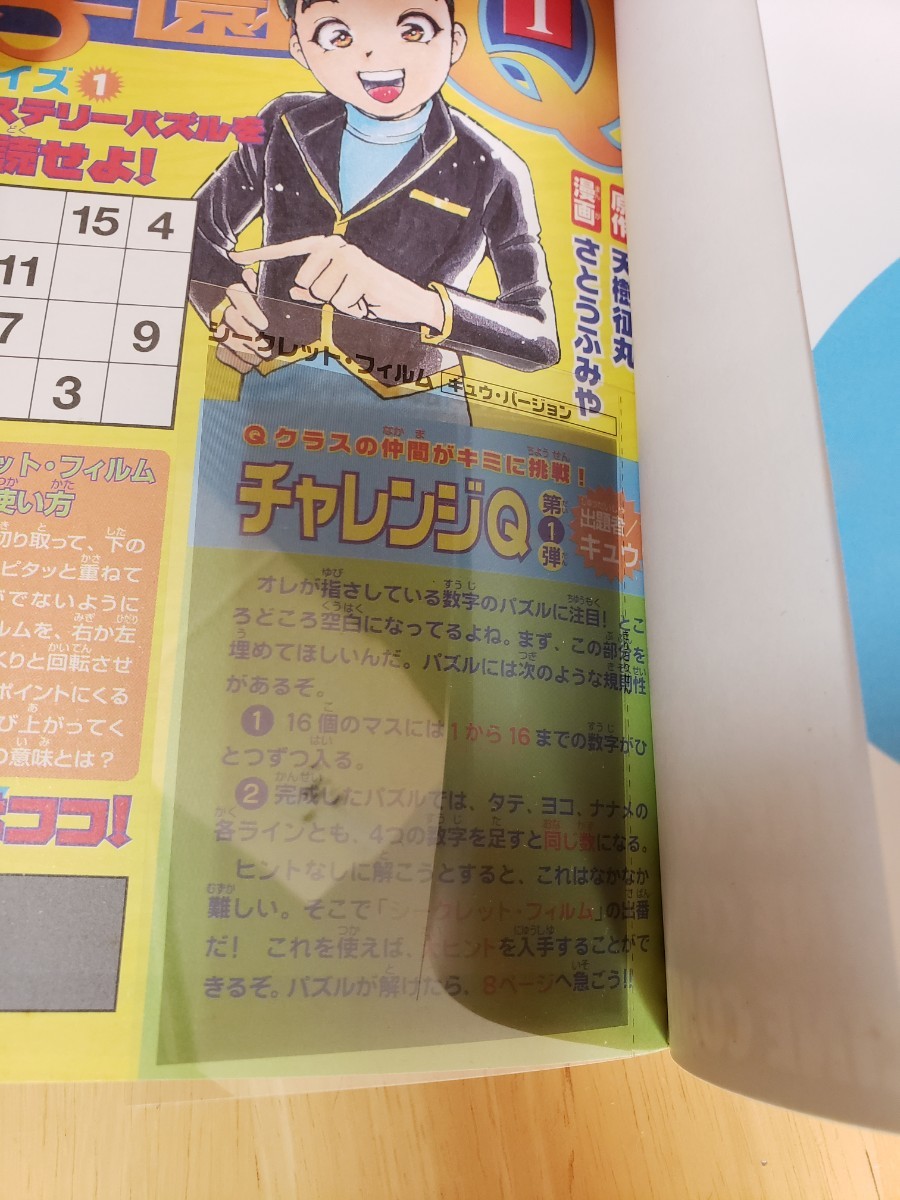 園
Q
1
イズ 1
ステリーパズルを
読せよ!
漫画 さとうふみや
原作 天樹征丸
15 4
11
7 9
3
シークレット・フィルム キュウ・バージョン
ット・フィルム
使い方
切り取って、下の
ピタッと重ねて
がでないように
ルムを、右か左
くりと回転させ
ポイントにくる
び上がってく
の意味とは?
ココ!
Qクラスの仲間がキミに挑戦!
チャレンジQ 第1弾
出題者/
キュウ
オレが指さしている数字のパズルに注目! とこ
ろどころ空白になってるよね。まず、この部分を
埋めてほしいんだ。パズルには次のような規則性
があるぞ。
1 16個のマスには1から16までの数字がひ
とつずつ入る。
2 完成したパズルでは、タテ、ヨコ、ナナメの
各ラインとも、4つの数字を足すと同じ数になる。
ヒントなしに解こうとすると、これはなかなか
難しい。そこで「シークレット・フィルム」の出番
だ! これを使えば、大ヒントを入手することがで
きるぞ。パズルが解けたら、8ページへ急ごう!!